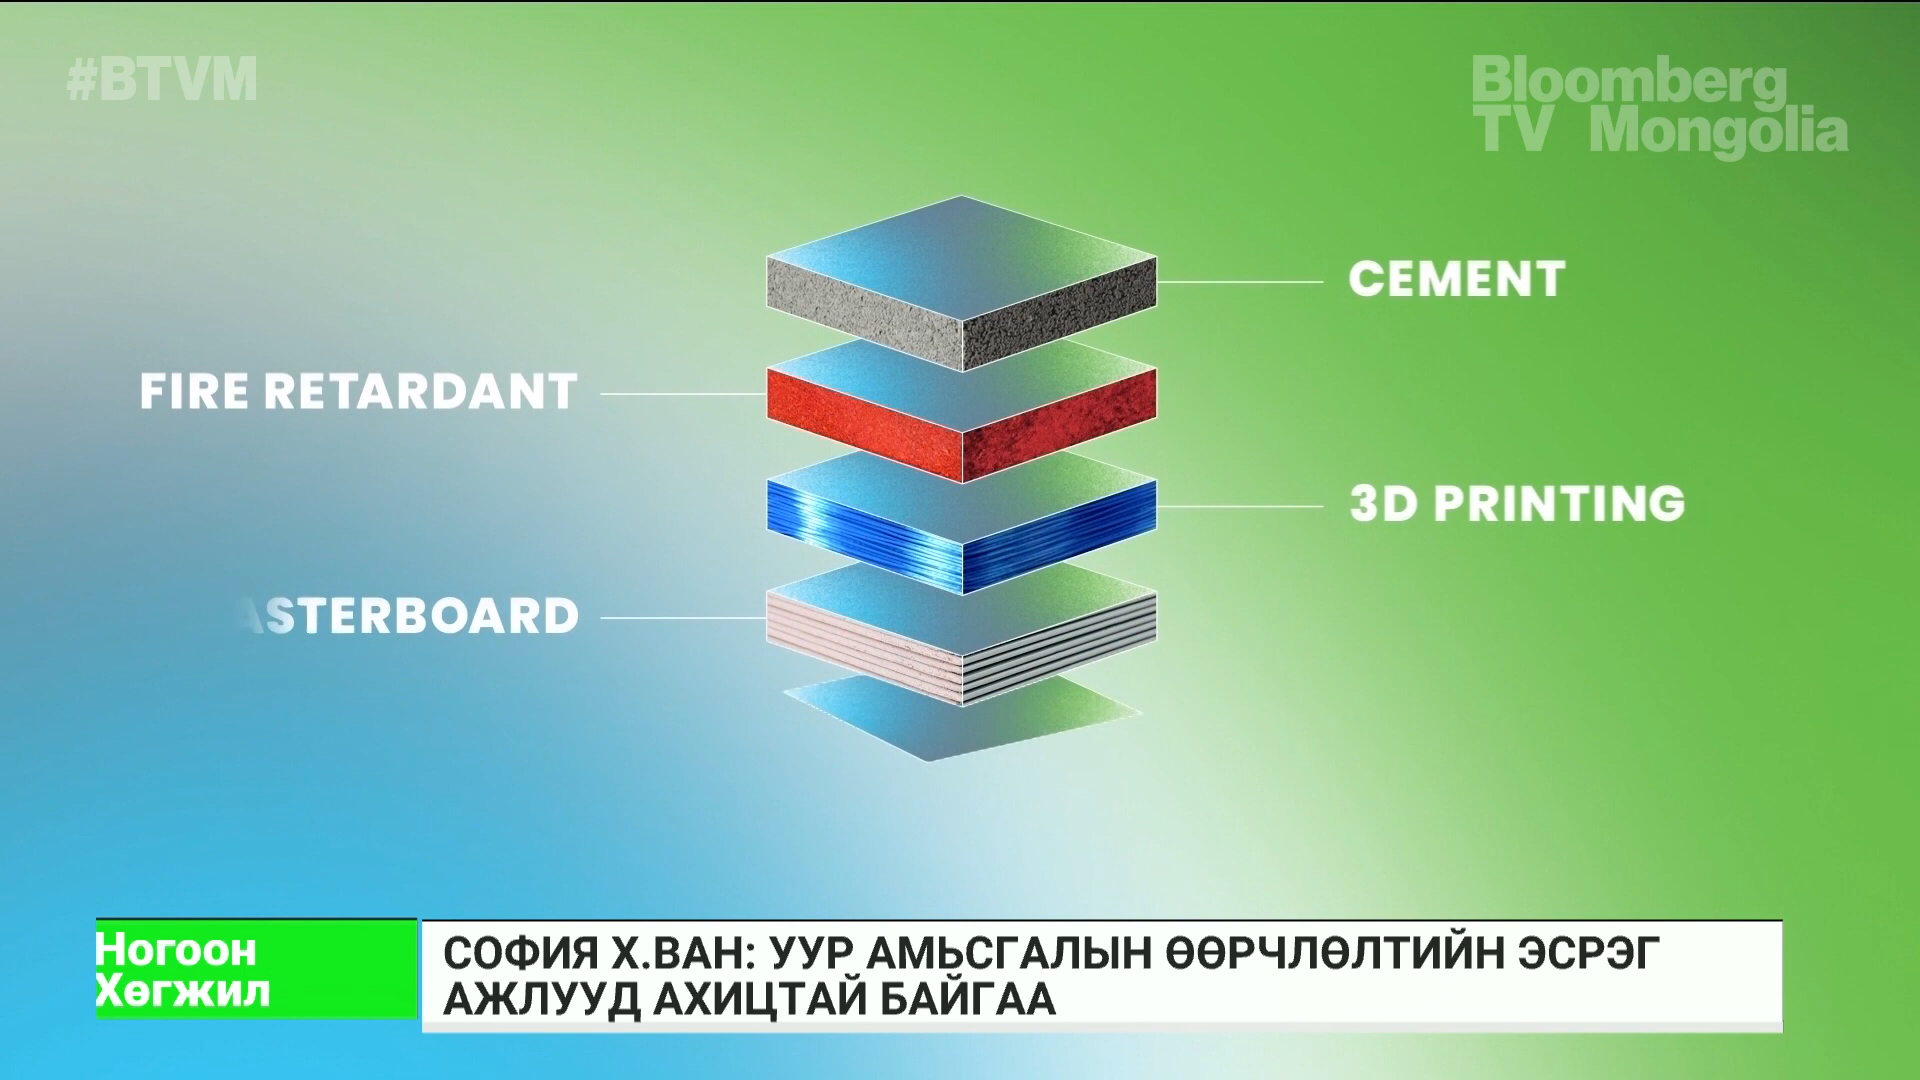 #BTVM
Bloomberg
TV Mongolia
CEMENT
FIRE RETARDANT
3D PRINTING
ASTERBOARD
Ногоон
Хөгжил
СОФИЯ Х.ВАН: УУР АМЬСГАЛЫН ӨӨРЧЛӨЛТИЙН ЭСРЭГ
АЖЛУУД АХИЦТАЙ БАЙГАА